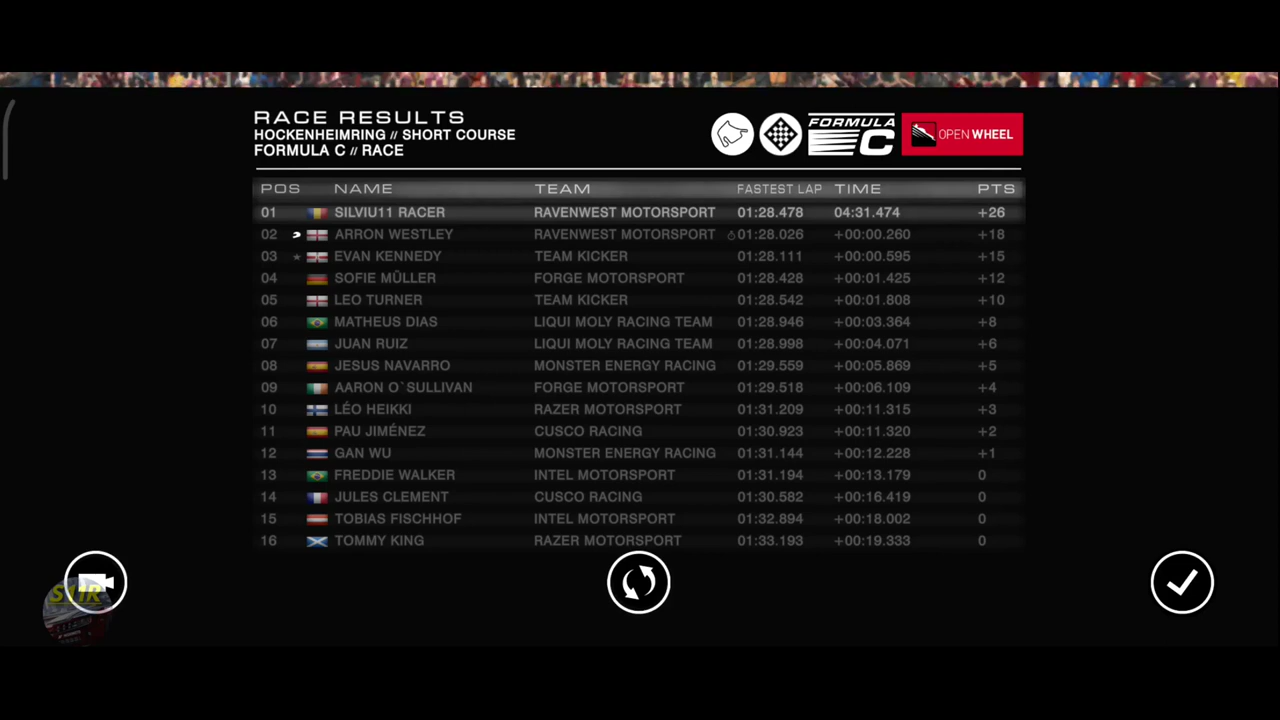 RACE RESULTS
HOCKENHEIMRING // SHORT COURSE
FORMULA C // RACE
FORMULA C
OPEN WHEEL
POS NAME TEAM FASTEST LAP TIME PTS
01 SILVIU11 RACER RAVENWEST MOTORSPORT 01:28.478 04:31.474 +26
02 ARRON WESTLEY RAVENWEST MOTORSPORT 01:28.026 +00:00.260 +18
03 EVAN KENNEDY TEAM KICKER 01:28.111 +00:00.595 +15
04 SOFIE MÜLLER FORGE MOTORSPORT 01:28.428 +00:01.425 +12
05 LEO TURNER TEAM KICKER 01:28.542 +00:01.808 +10
06 MATHEUS DIAS LIQUI MOLY RACING TEAM 01:28.946 +00:03.364 +8
07 JUAN RUIZ LIQUI MOLY RACING TEAM 01:28.998 +00:04.071 +6
08 JESUS NAVARRO MONSTER ENERGY RACING 01:29.559 +00:05.869 +5
09 AARON O`SULLIVAN FORGE MOTORSPORT 01:29.518 +00:06.109 +4
10 LÉO HEIKKI RAZER MOTORSPORT 01:31.209 +00:11.315 +3
11 PAU JIMÉNEZ CUSCO RACING 01:30.923 +00:11.320 +2
12 GAN WU MONSTER ENERGY RACING 01:31.144 +00:12.228 +1
13 FREDDIE WALKER INTEL MOTORSPORT 01:31.194 +00:13.179 0
14 JULES CLEMENT CUSCO RACING 01:30.582 +00:16.419 0
15 TOBIAS FISCHHOF INTEL MOTORSPORT 01:32.894 +00:18.002 0
16 TOMMY KING RAZER MOTORSPORT 01:33.193 +00:19.333 0
S11R